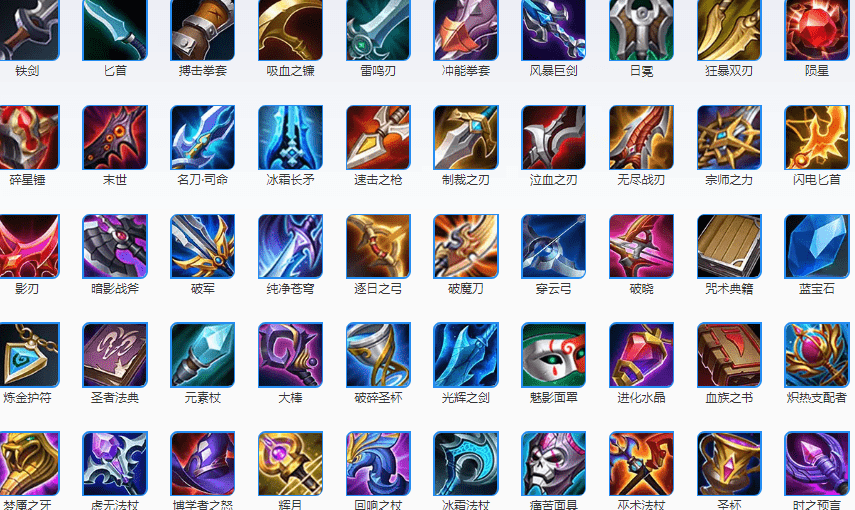 铁剑 匕首 搏击拳套 吸血之镰 雷鸣刃 冲能拳套 风暴巨剑 日冕 狂暴双刃 陨星
碎星锤 末世 名刀·司命 冰霜长矛 速击之枪 制裁之刃 泣血之刃 无尽战刃 宗师之力 闪电匕首
影刃 暗影战斧 破军 纯净苍穹 逐日之弓 破魔刀 穿云弓 破晓 咒术典籍 蓝宝石
炼金护符 圣者法典 元素杖 大棒 破碎圣杯 光辉之剑 魅影面罩 进化水晶 血族之书 炽热支配者
梦魇之牙 虚无法杖 博学者之怒 辉月 回响之杖 冰霜法杖 痛苦面具 巫术法杖 圣杯 时之预言